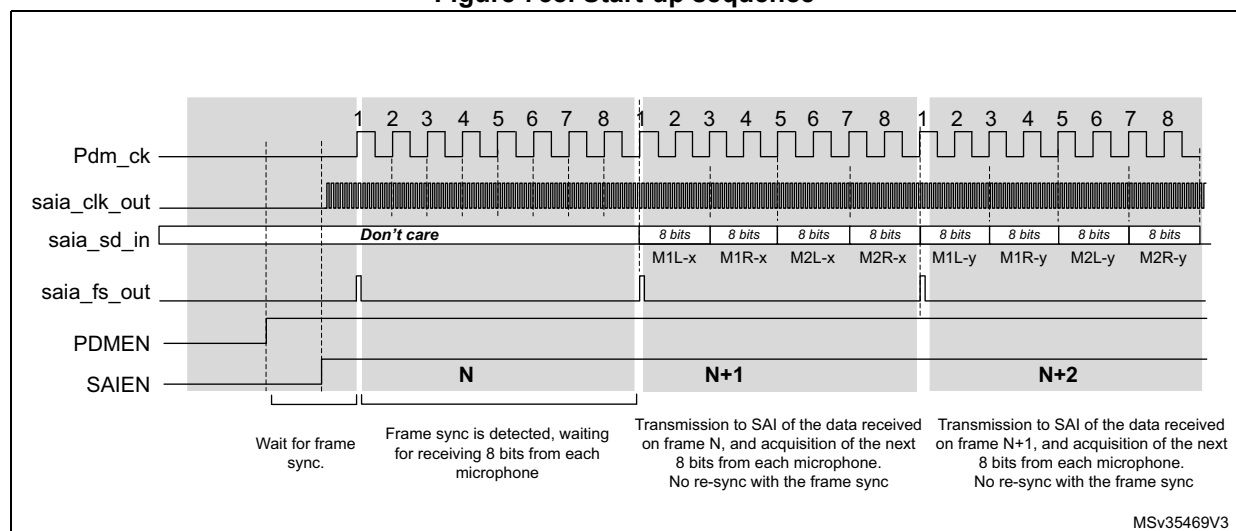 1 2 3 4 5 6 7 8 1 2 3 4 5 6 7 8 1 2 3 4 5 6 7 8
Pdm_ck
saia_clk_out
saia_sd_in Don't care 8 bits 8 bits 8 bits 8 bits 8 bits 8 bits 8 bits 8 bits
M1L-x M1R-x M2L-x M2R-x M1L-y M1R-y M2L-y M2R-y
saia_fs_out
PDMEN
SAIEN N N+1 N+2
Wait for frame
sync.
Frame sync is detected, waiting
for receiving 8 bits from each
microphone
Transmission to SAI of the data received
on frame N, and acquisition of the next
8 bits from each microphone.
No re-sync with the frame sync
Transmission to SAI of the data received
on frame N+1, and acquisition of the next
8 bits from each microphone.
No re-sync with the frame sync
MSv35469V3